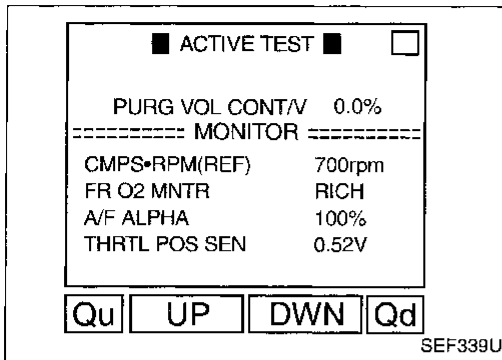 ■ ACTIVE TEST ■ □
PURG VOL CONT/V 0.0%
========= MONITOR =========
CMPS•RPM(REF) 700rpm
FR O2 MNTR RICH
A/F ALPHA 100%
THRTL POS SEN 0.52V
Qu UP DWN Qd
SEF339U